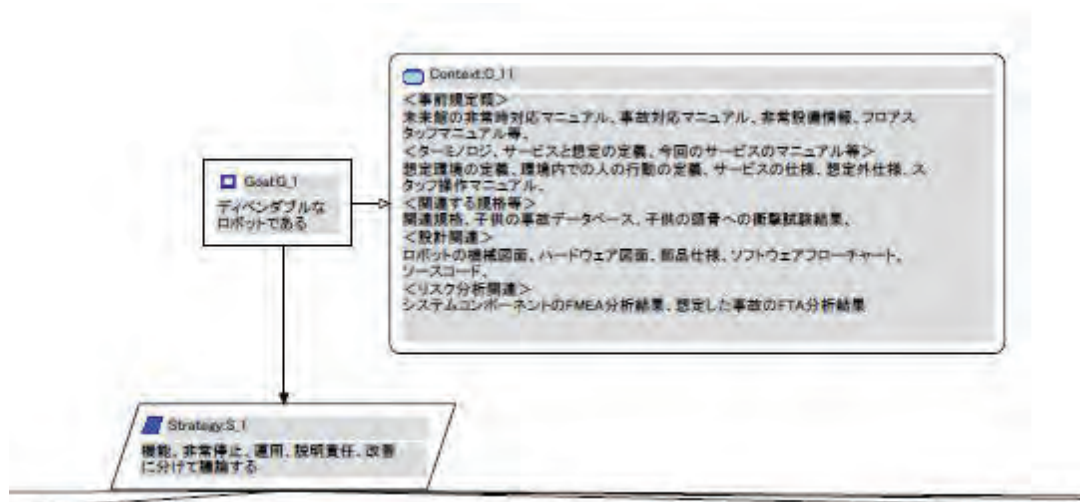 Context:C_11
＜事前規定類＞
未来館の非常時対応マニュアル、事故対応マニュアル、非常設備情報、フロアス
タッフマニュアル等、
＜ターミノロジ、サービスと想定の定義、今回のサービスのマニュアル等＞
想定環境の定義、環境内での人の行動の定義、サービスの仕様、想定外仕様、ス
タッフ操作マニュアル、
＜関連する規格等＞
関連規格、子供の事故データベース、子供の頭骨への衝撃試験結果、
＜設計関連＞
ロボットの機械図面、ハードウェア図面、部品仕様、ソフトウェアフローチャート、
ソースコード、
＜リスク分析関連＞
システムコンポーネントのFMEA分析結果、想定した事故のFTA分析結果
Goal:G_1
ディペンダブルな
ロボットである
Strategy:S_1
機能、非常停止、運用、説明責任、改善
に分けて議論する